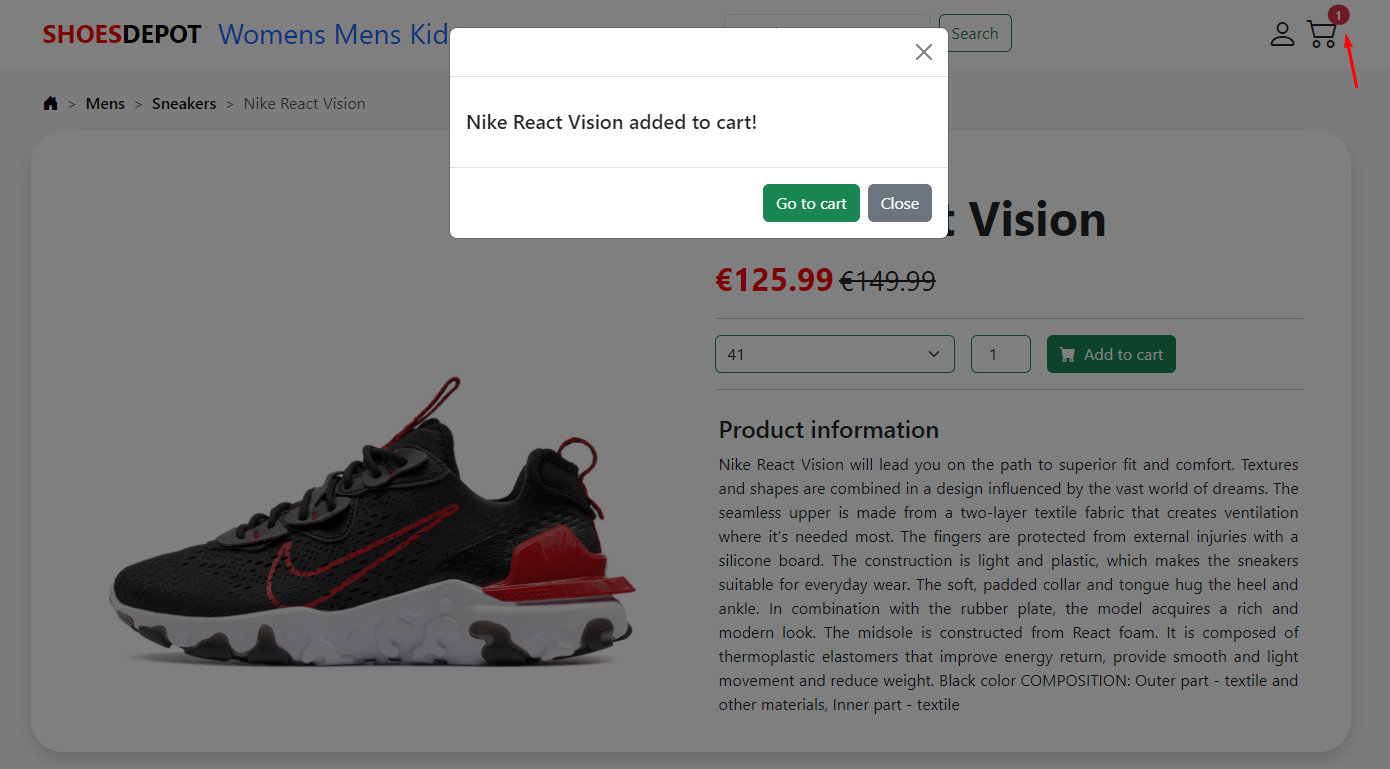 SHOESDEPOT Womens Mens Kid
Search
1
> Mens > Sneakers > Nike React Vision
Nike React Vision added to cart!
Go to cart Close
t Vision
€125.99 €149.99
41
1
Add to cart
Product information
Nike React Vision will lead you on the path to superior fit and comfort. Textures
and shapes are combined in a design influenced by the vast world of dreams. The
seamless upper is made from a two-layer textile fabric that creates ventilation
where it's needed most. The fingers are protected from external injuries with a
silicone board. The construction is light and plastic, which makes the sneakers
suitable for everyday wear. The soft, padded collar and tongue hug the heel and
ankle. In combination with the rubber plate, the model acquires a rich and
modern look. The midsole is constructed from React foam. It is composed of
thermoplastic elastomers that improve energy return, provide smooth and light
movement and reduce weight. Black color COMPOSITION: Outer part - textile and
other materials, Inner part - textile